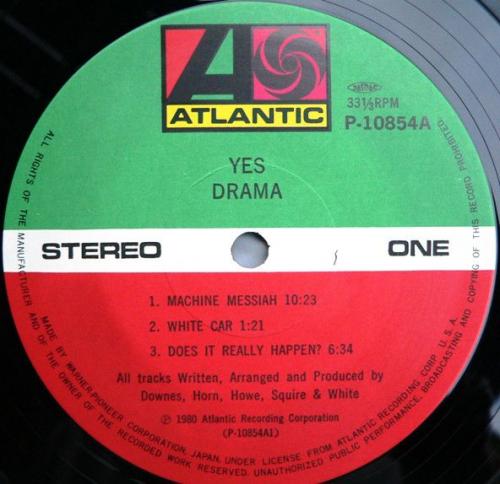 ATLANTIC
33⅓RPM
P-10854A
YES
DRAMA
STEREO
ONE
1. MACHINE MESSIAH 10:23
2. WHITE CAR 1:21
3. DOES IT REALLY HAPPEN? 6:34
All tracks Written, Arranged and Produced by
Downes, Horn, Howe, Squire & White
Ⓟ 1980 Atlantic Recording Corporation
(P-10854A1)
MADE BY WARNER-PIONEER CORPORATION, JAPAN, UNDER LICENSE FROM ATLANTIC RECORDING CORP. U.S.A.
ALL RIGHTS OF THE MANUFACTURER AND OF THE OWNER OF THE RECORDED WORK RESERVED. UNAUTHORIZED PUBLIC PERFORMANCE, BROADCASTING AND COPYING OF THIS RECORD PROHIBITED